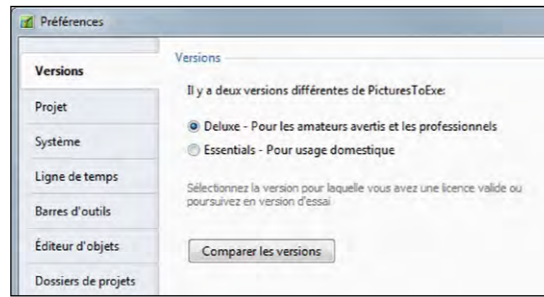 Préférences
Versions
Projet
Système
Ligne de temps
Barres d'outils
Éditeur d'objets
Dossiers de projets
Versions
Il y a deux versions différentes de PicturesToExe:
Deluxe - Pour les amateurs avertis et les professionnels
Essentials - Pour usage domestique
Sélectionnez la version pour laquelle vous avez une licence valide ou
poursuivez en version d'essai
Comparer les versions